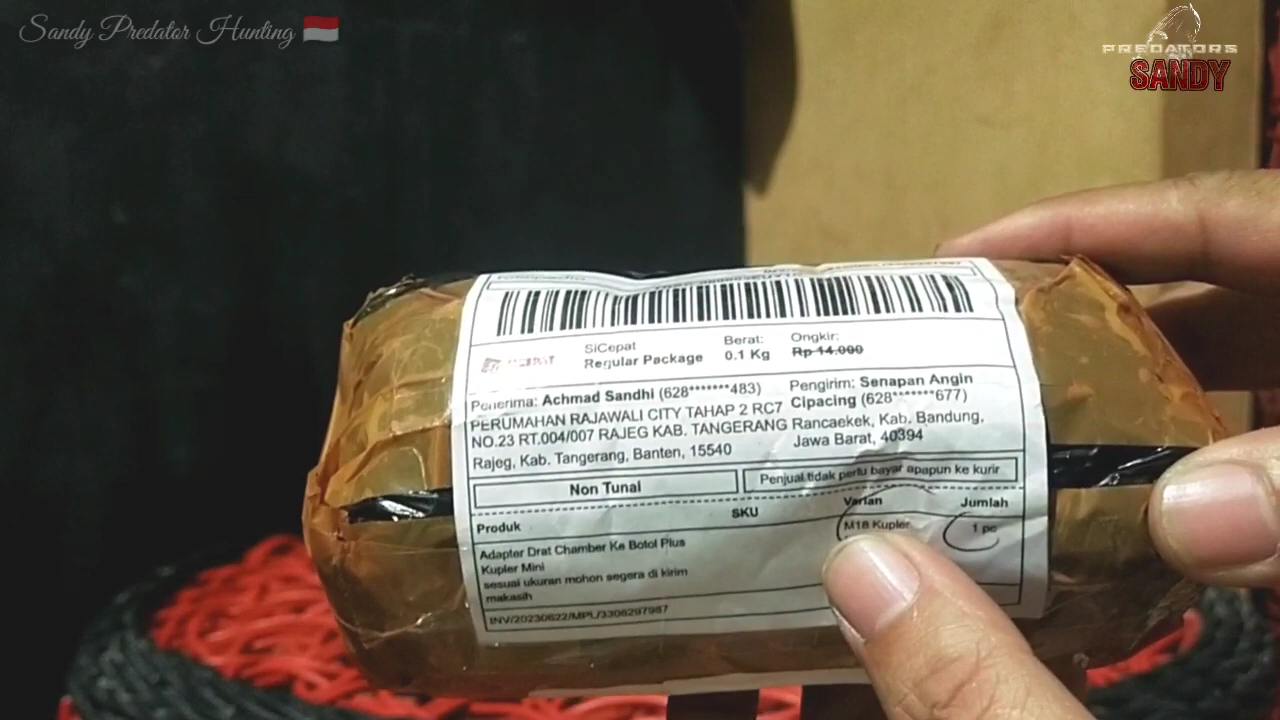 Sandy Predator Hunting
PREDATORS
SANDY
SiCepat
Regular Package
Berat:
0.1 Kg
Ongkir:
Rp 14.000
Penerima: Achmad Sandhi (628*******483)
PERUMAHAN RAJAWALI CITY TAHAP 2 RC7
NO.23 RT.004/007 RAJEG KAB. TANGERANG
Rajeg, Kab. Tangerang, Banten, 15540
Pengirim: Senapan Angin
Cipacing (628*******677)
Rancaekek, Kab. Bandung,
Jawa Barat, 40394
Non Tunai
Penjual tidak perlu bayar apapun ke kurir
Produk SKU Varian Jumlah
Adapter Drat Chamber Ke Botol Plus M18 Kupler 1 pc
Kupler Mini
sesuai ukuran mohon segera di kirim
makasih
INV/20230622/MPL/3306297987